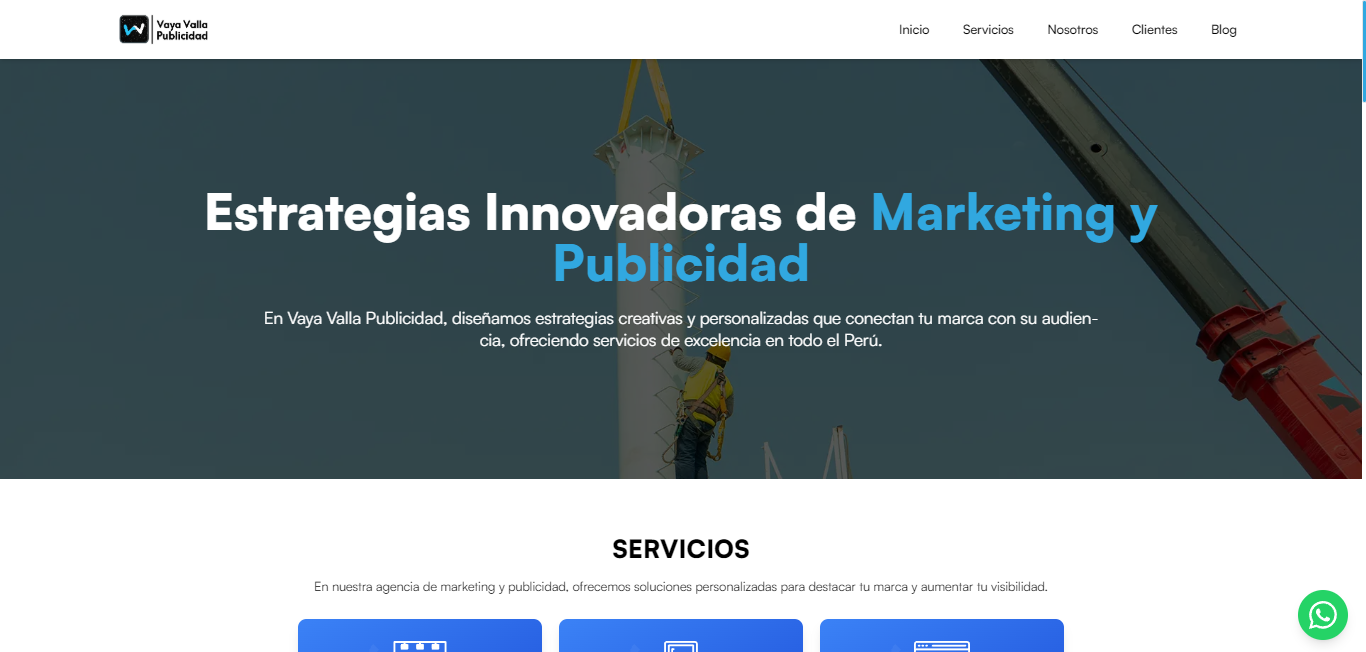 Vaya Valla
Publicidad
Inicio Servicios Nosotros Clientes Blog
Estrategias Innovadoras de Marketing y
Publicidad
En Vaya Valla Publicidad, diseñamos estrategias creativas y personalizadas que conectan tu marca con su audien-
cia, ofreciendo servicios de excelencia en todo el Perú.
SERVICIOS
En nuestra agencia de marketing y publicidad, ofrecemos soluciones personalizadas para destacar tu marca y aumentar tu visibilidad.